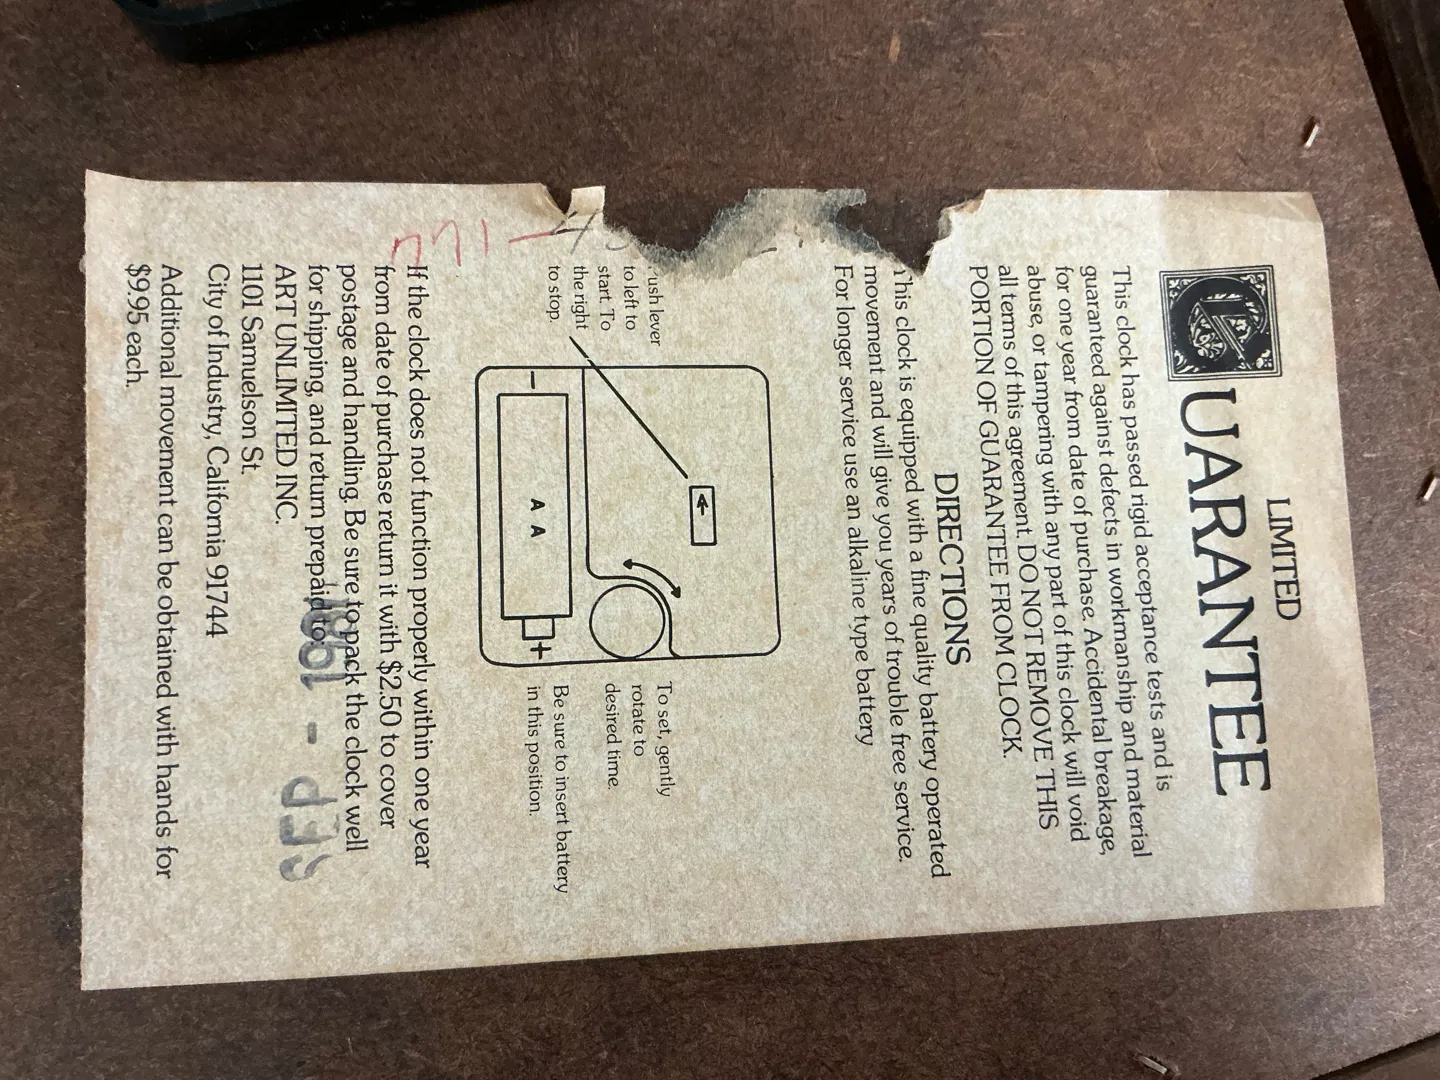 LIMITED
GUARANTEE
This clock has passed rigid acceptance tests and is
guaranteed against defects in workmanship and material
for one year from date of purchase. Accidental breakage,
abuse, or tampering with any part of this clock will void
all terms of this agreement. DO NOT REMOVE THIS
PORTION OF GUARANTEE FROM CLOCK.
DIRECTIONS
This clock is equipped with a fine quality battery operated
movement and will give you years of trouble free service.
For longer service use an alkaline type battery
ush lever
to left to
start. To
the right
to stop.
To set, gently
rotate to
desired time.
Be sure to insert battery
in this position.
- A A +
If the clock does not function properly within one year
from date of purchase return it with $2.50 to cover
postage and handling. Be sure to pack the clock well
for shipping, and return prepaid to:
ART UNLIMITED INC.
1101 Samuelson St.
City of Industry, California 91744
Additional movement can be obtained with hands for
$9.95 each.
SEP - 1981